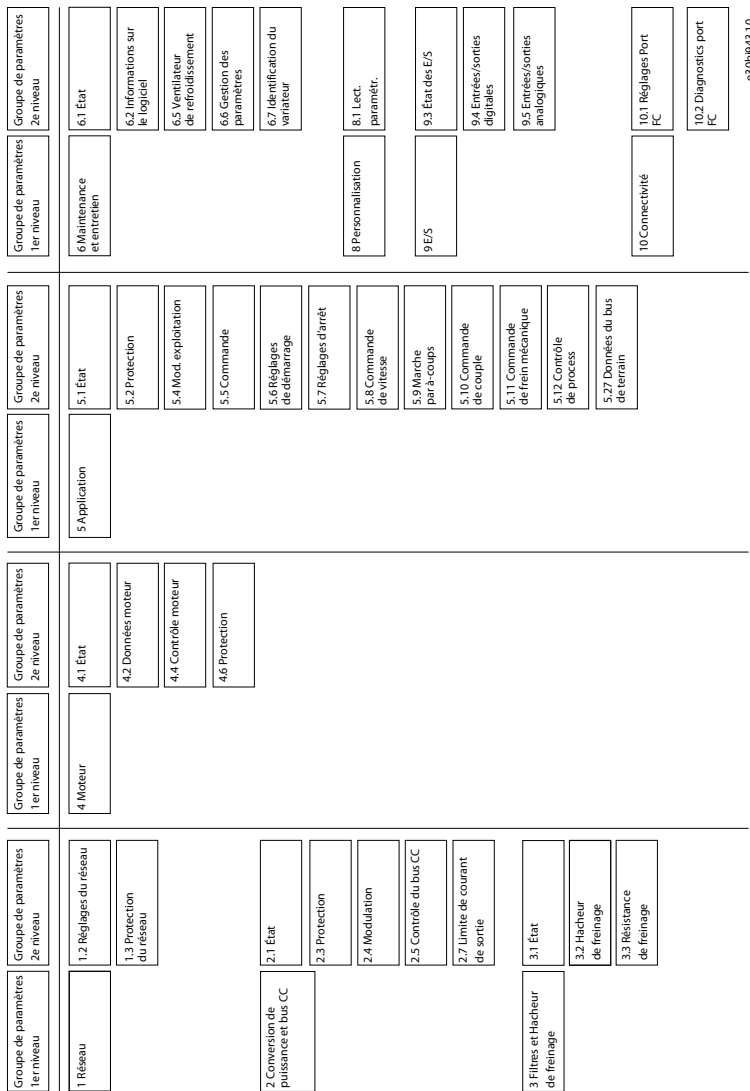 Groupe de paramètres
1er niveau
Groupe de paramètres
2e niveau
1 Réseau
1.2 Réglages du réseau
1.3 Protection
du réseau
2 Conversion de
puissance et bus CC
2.1 État
2.3 Protection
2.4 Modulation
2.5 Contrôle du bus CC
2.7 Limite de courant
de sortie
3 Filtres et Hacheur
de freinage
3.1 État
3.2 Hacheur
de freinage
3.3 Résistance
de freinage
Groupe de paramètres
1er niveau
Groupe de paramètres
2e niveau
4 Moteur
4.1 État
4.2 Données moteur
4.4 Contrôle moteur
4.6 Protection
Groupe de paramètres
1er niveau
Groupe de paramètres
2e niveau
5 Application
5.1 État
5.2 Protection
5.4 Mod. exploitation
5.5 Commande
5.6 Réglages
de démarrage
5.7 Réglages d'arrêt
5.8 Commande
de vitesse
5.9 Marche
par à-coups
5.10 Commande
de couple
5.11 Commande
de frein mécanique
5.12 Contrôle
de process
5.27 Données du bus
de terrain
Groupe de paramètres
1er niveau
Groupe de paramètres
2e niveau
6 Maintenance
et entretien
6.1 État
6.2 Informations sur
le logiciel
6.5 Ventilateur
de refroidissement
6.6 Gestion des
paramètres
6.7 Identification du
variateur
8 Personnalisation
8.1 Lect.
paramétr.
9 E/S
9.3 État des E/S
9.4 Entrées/sorties
digitales
9.5 Entrées/sorties
analogiques
10 Connectivité
10.1 Réglages Port
FC
10.2 Diagnostics port
FC